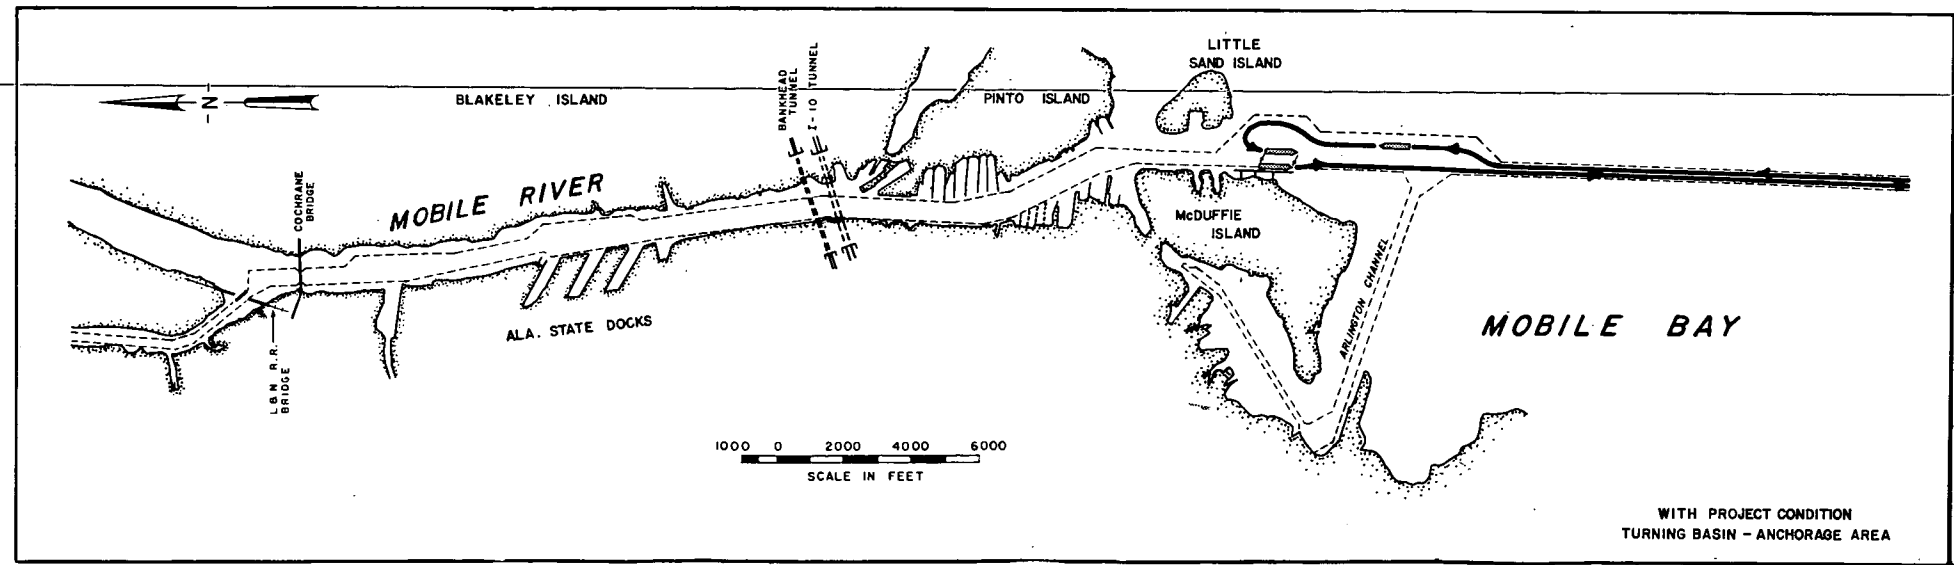 LITTLE
SAND ISLAND
-N-
BLAKELEY ISLAND
BANKHEAD
TUNNEL
I-10 TUNNEL
PINTO ISLAND
COCHRANE
BRIDGE
MOBILE RIVER
McDUFFIE
ISLAND
ARLINGTON CHANNEL
MOBILE BAY
ALA. STATE DOCKS
L&N R.R.
BRIDGE
1000 0 2000 4000 6000
SCALE IN FEET
WITH PROJECT CONDITION
TURNING BASIN - ANCHORAGE AREA